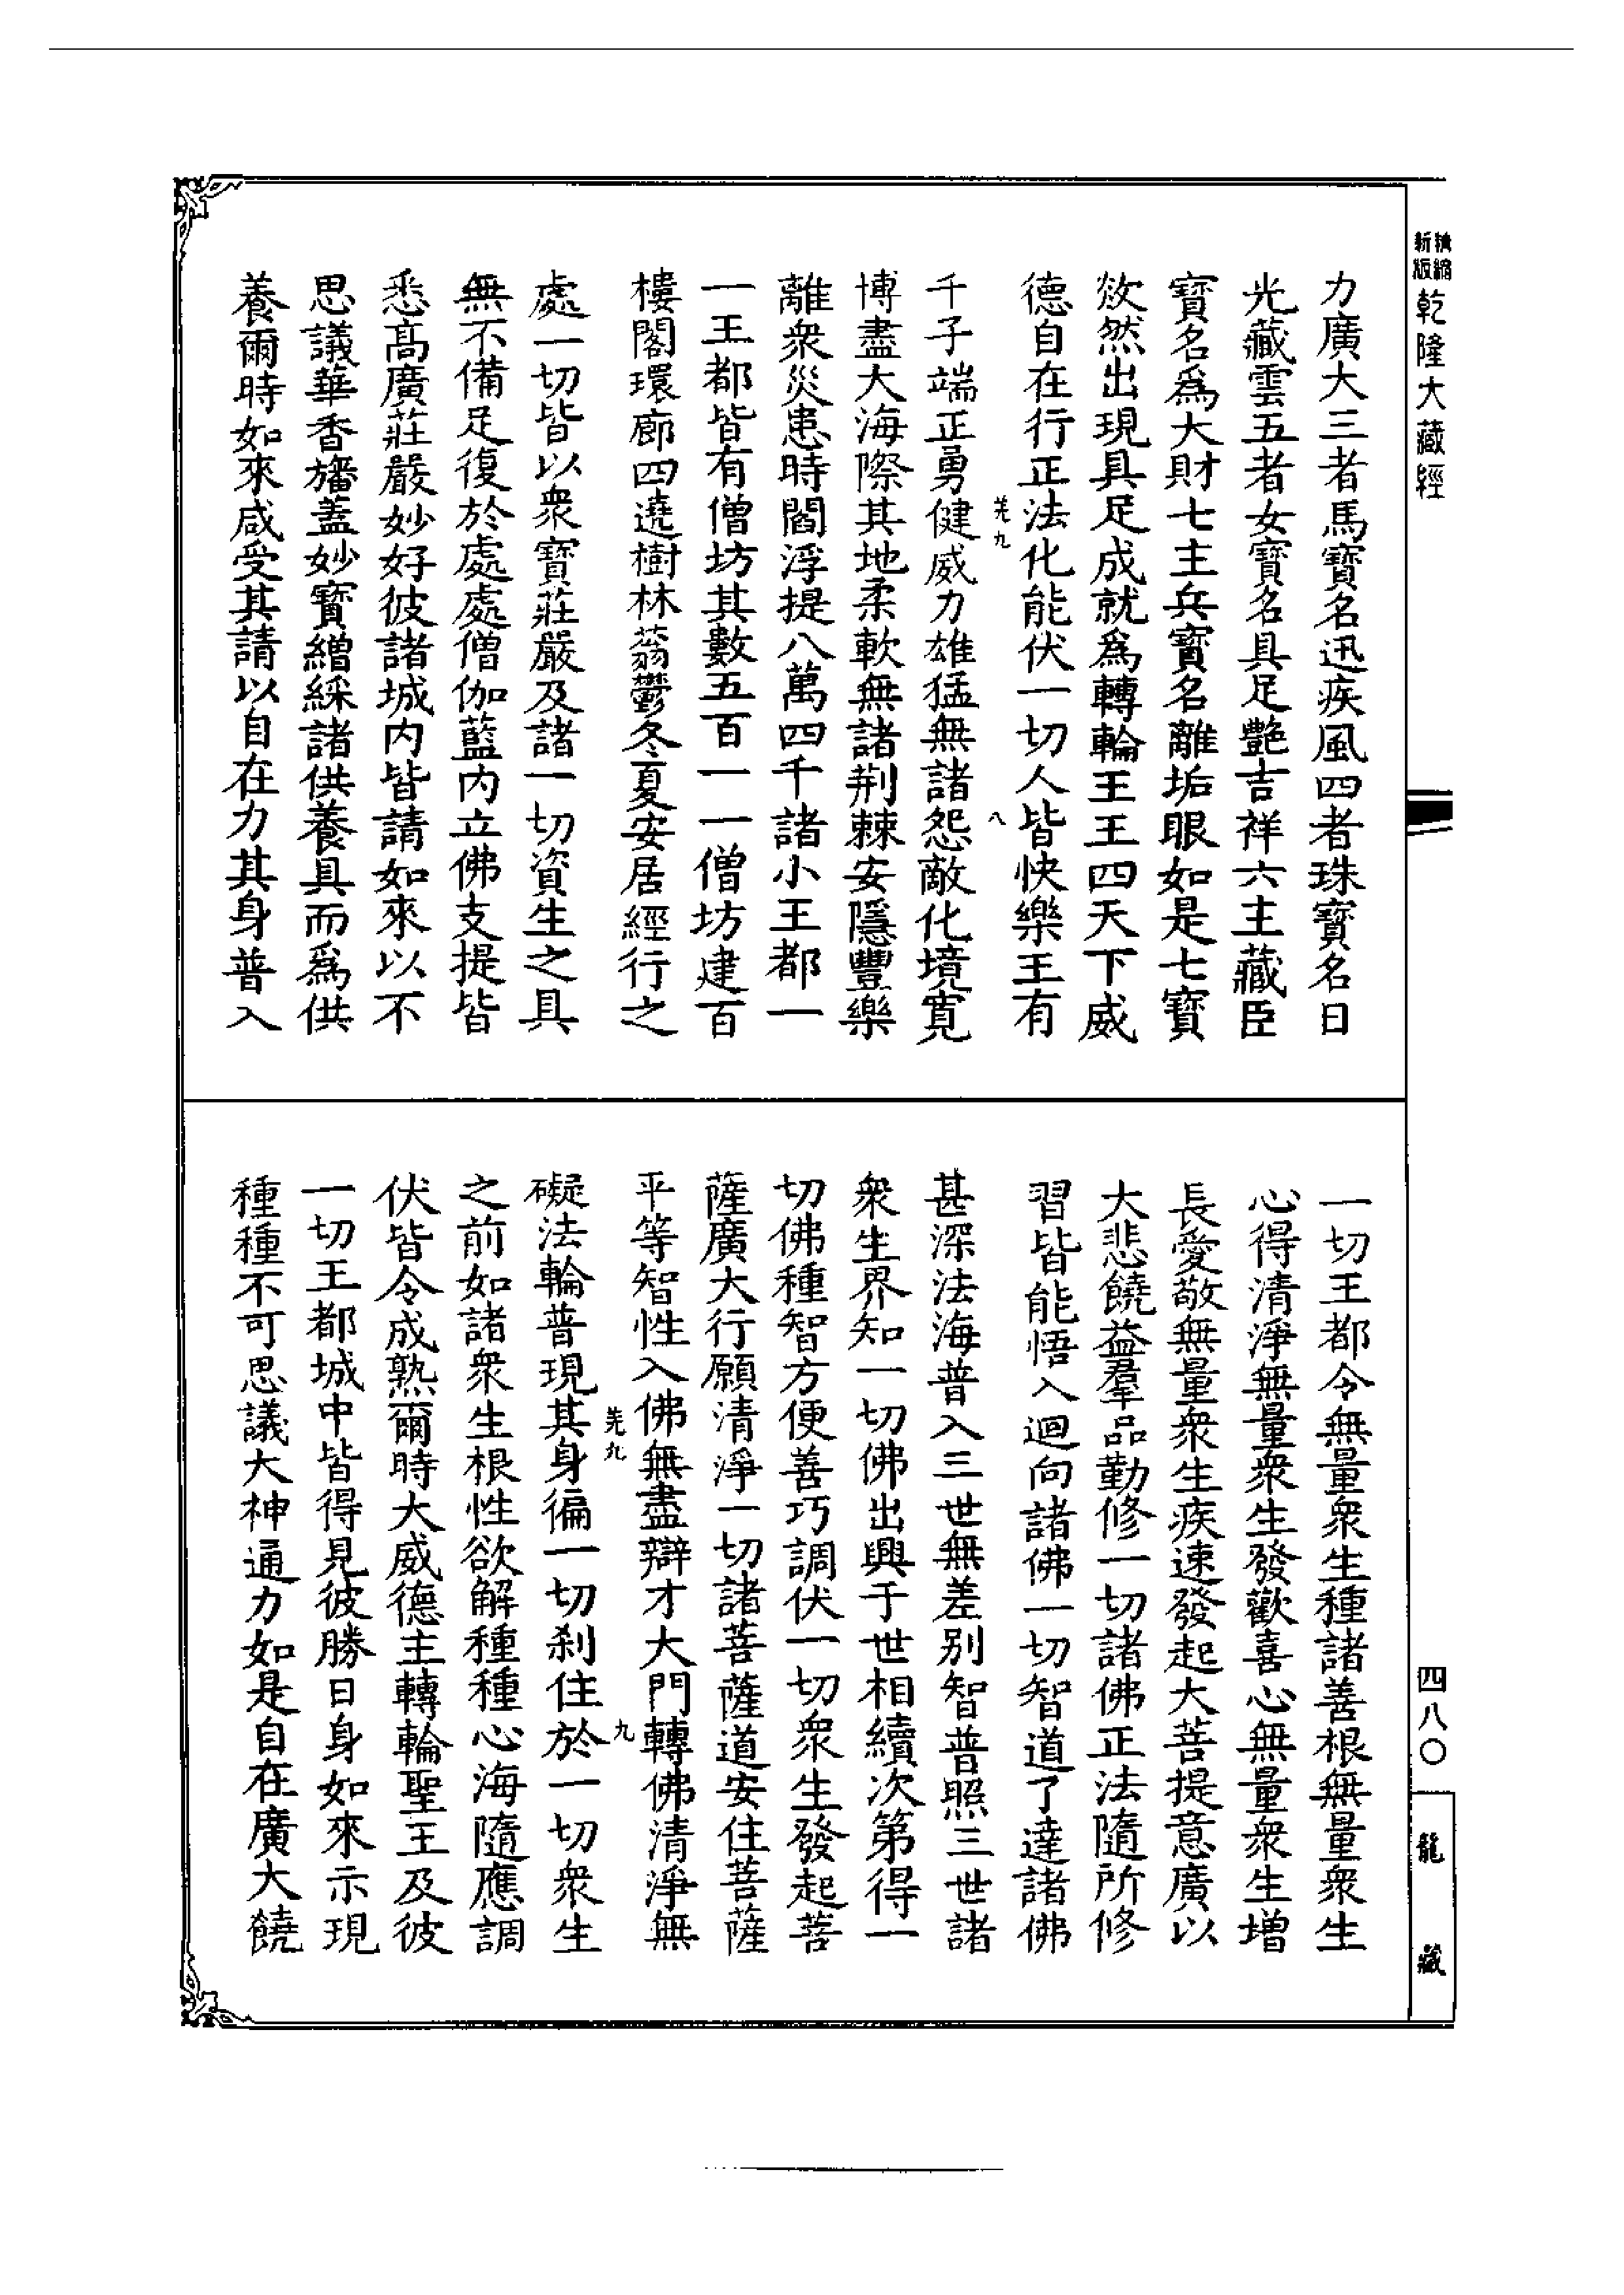 精縮新版乾隆大藏經
力廣大三者馬寶名迅疾風四者珠寶名日
光藏雲五者女寶名具足艷吉祥六主藏臣
寶名爲大財七主兵寶名離垢眼如是七寶
欻然出現具足成就爲轉輪王王四天下威
德自在行正法化能伏一切人皆快樂王有
羗九
八
千子端正勇健威力雄猛無諸怨敵化境寬
博盡大海際其地柔軟無諸荆棘安隱豐樂
離衆災患時閻浮提八萬四千諸小王都一
一王都皆有僧坊其數五百一一僧坊建百
樓閣環廊四遶樹林蓊鬱冬夏安居經行之
處一切皆以衆寶莊嚴及諸一切資生之具
無不備足復於處處僧伽藍内立佛支提皆
悉高廣莊嚴妙好彼諸城内皆請如來以不
思議華香旛蓋妙寶繒綵諸供養具而爲供
養爾時如來咸受其請以自在力其身普入
一切王都令無量衆生種諸善根無量衆生
心得清淨無量衆生發歡喜心無量衆生增
長愛敬無量衆生疾速發起大菩提意廣以
大悲饒益羣品勤修一切諸佛正法隨所修
習皆能悟入迴向諸佛一切智道了達諸佛
甚深法海普入三世無差别智普照三世諸
衆生界知一切佛出興于世相續次第得一
切佛種智方便善巧調伏一切衆生發起菩
薩廣大行願清淨一切諸菩薩道安住菩薩
平等智性入佛無盡辯才大門轉佛清淨無
羗九
九
礙法輪普現其身徧一切刹住於一切衆生
之前如諸衆生根性欲解種種心海隨應調
伏皆令成熟爾時大威德主轉輪聖王及彼
一切王都城中皆得見彼勝日身如來示現
種種不可思議大神通力如是自在廣大饒
四八〇
龍藏